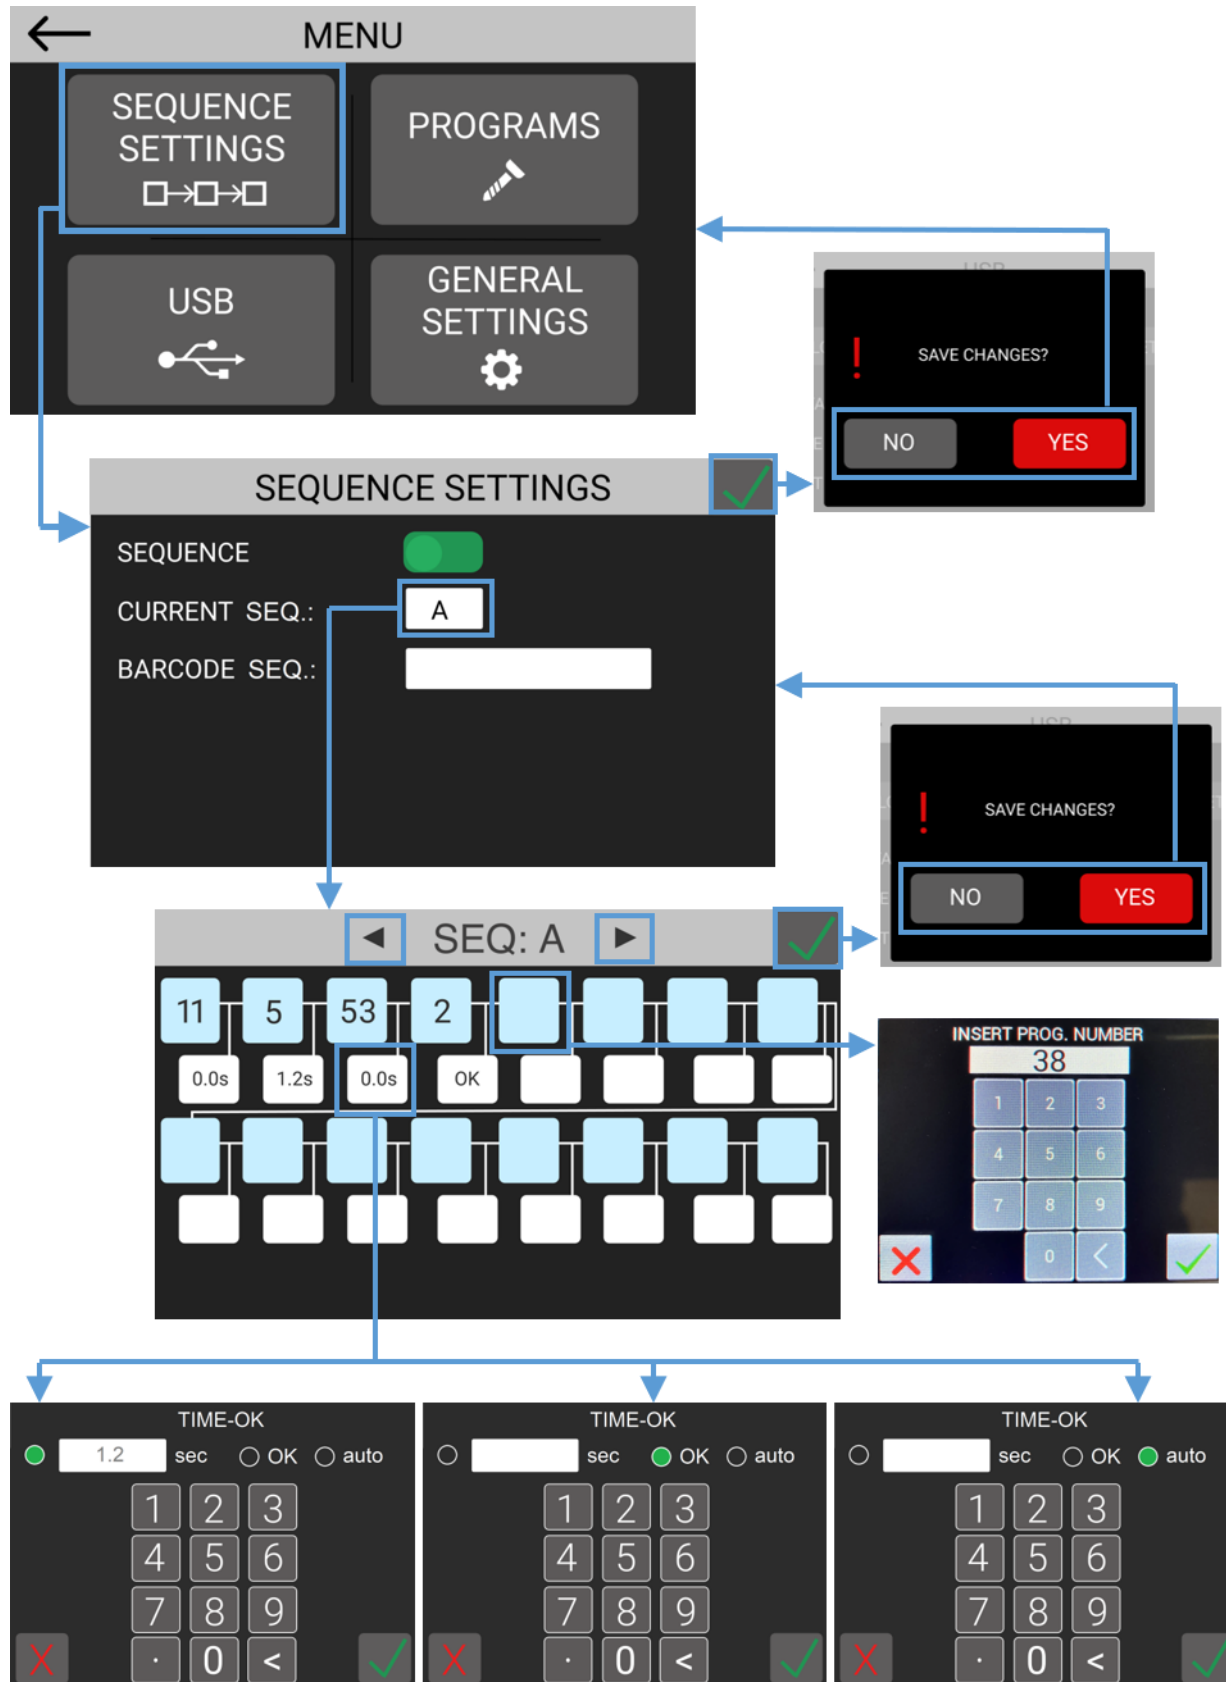 MENU
SEQUENCE
SETTINGS
PROGRAMS
USB
GENERAL
SETTINGS
USB
SAVE CHANGES?
NO
YES
SEQUENCE SETTINGS
SEQUENCE
CURRENT SEQ.:
A
BARCODE SEQ.:
USB
SAVE CHANGES?
NO
YES
SEQ: A
11
5
53
2
0.0s
1.2s
0.0s
OK
INSERT PROG. NUMBER
38
1 2 3
4 5 6
7 8 9
0 <
TIME-OK
1.2 sec OK auto
1 2 3
4 5 6
7 8 9
. 0 <
TIME-OK
sec OK auto
1 2 3
4 5 6
7 8 9
. 0 <
TIME-OK
sec OK auto
1 2 3
4 5 6
7 8 9
. 0 <